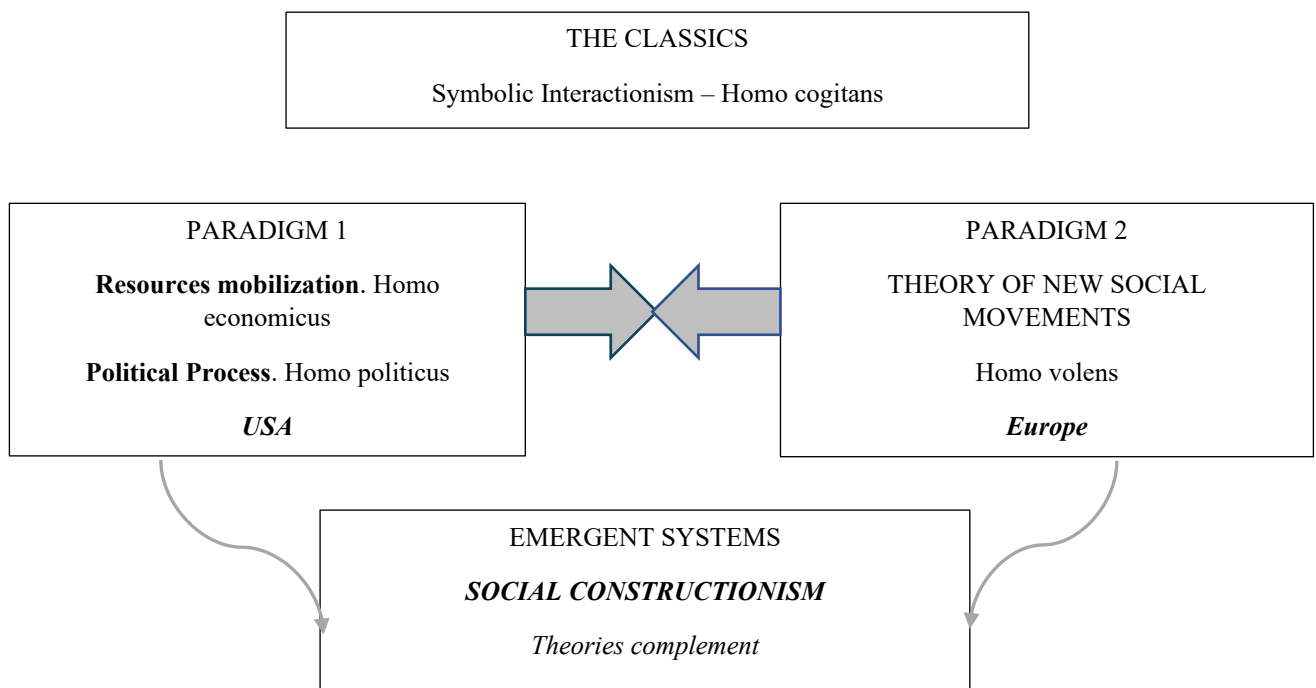 THE CLASSICS
Symbolic Interactionism – Homo cogitans
PARADIGM 1
Resources mobilization. Homo
economicus
Political Process. Homo politicus
USA
PARADIGM 2
THEORY OF NEW SOCIAL
MOVEMENTS
Homo volens
Europe
EMERGENT SYSTEMS
SOCIAL CONSTRUCTIONISM
Theories complement